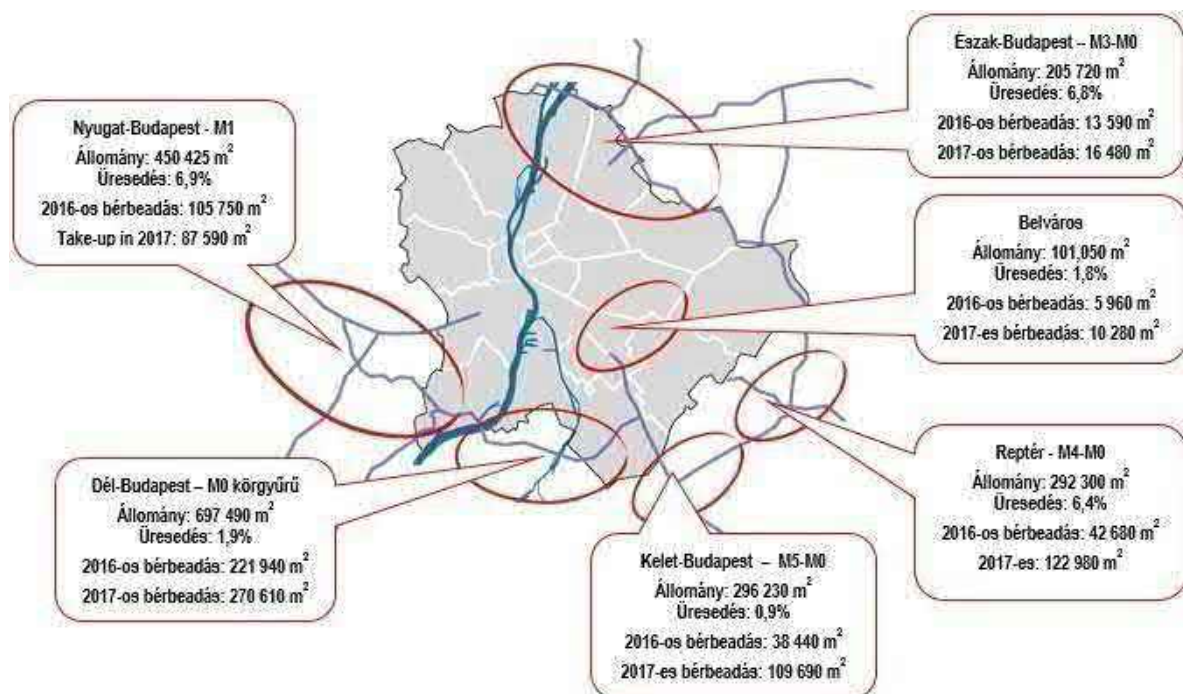 Észak-Budapest – M3-M0
Állomány: 205 720 m²
Üresedés: 6,8%
2016-os bérbeadás: 13 590 m²
2017-os bérbeadás: 16 480 m²
Nyugat-Budapest - M1
Állomány: 450 425 m²
Üresedés: 6,9%
2016-os bérbeadás: 105 750 m²
Take-up in 2017: 87 590 m²
Belváros
Állomány: 101,050 m²
Üresedés: 1,8%
2016-os bérbeadás: 5 960 m²
2017-es bérbeadás: 10 280 m²
Reptér - M4-M0
Állomány: 292 300 m²
Üresedés: 6,4%
2016-os bérbeadás: 42 680 m²
2017-es: 122 980 m²
Dél-Budapest – M0 körgyűrű
Állomány: 697 490 m²
Üresedés: 1,9%
2016-os bérbeadás: 221 940 m²
2017-os bérbeadás: 270 610 m²
Kelet-Budapest – M5-M0
Állomány: 296 230 m²
Üresedés: 0,9%
2016-os bérbeadás: 38 440 m²
2017-es bérbeadás: 109 690 m²